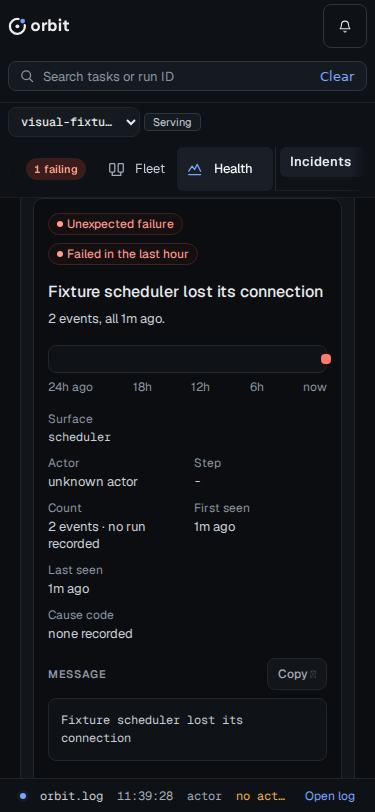 orbit
Search tasks or run ID
Clear
visual-fixtu…
Serving
1 failing
Fleet
Health
Incidents
Unexpected failure
Failed in the last hour
Fixture scheduler lost its connection
2 events, all 1m ago.
24h ago 18h 12h 6h now
Surface
scheduler
Actor
unknown actor
Step
-
Count
2 events · no run
recorded
First seen
1m ago
Last seen
1m ago
Cause code
none recorded
MESSAGE
Copy
Fixture scheduler lost its
connection
orbit.log 11:39:28 actor no act… Open log